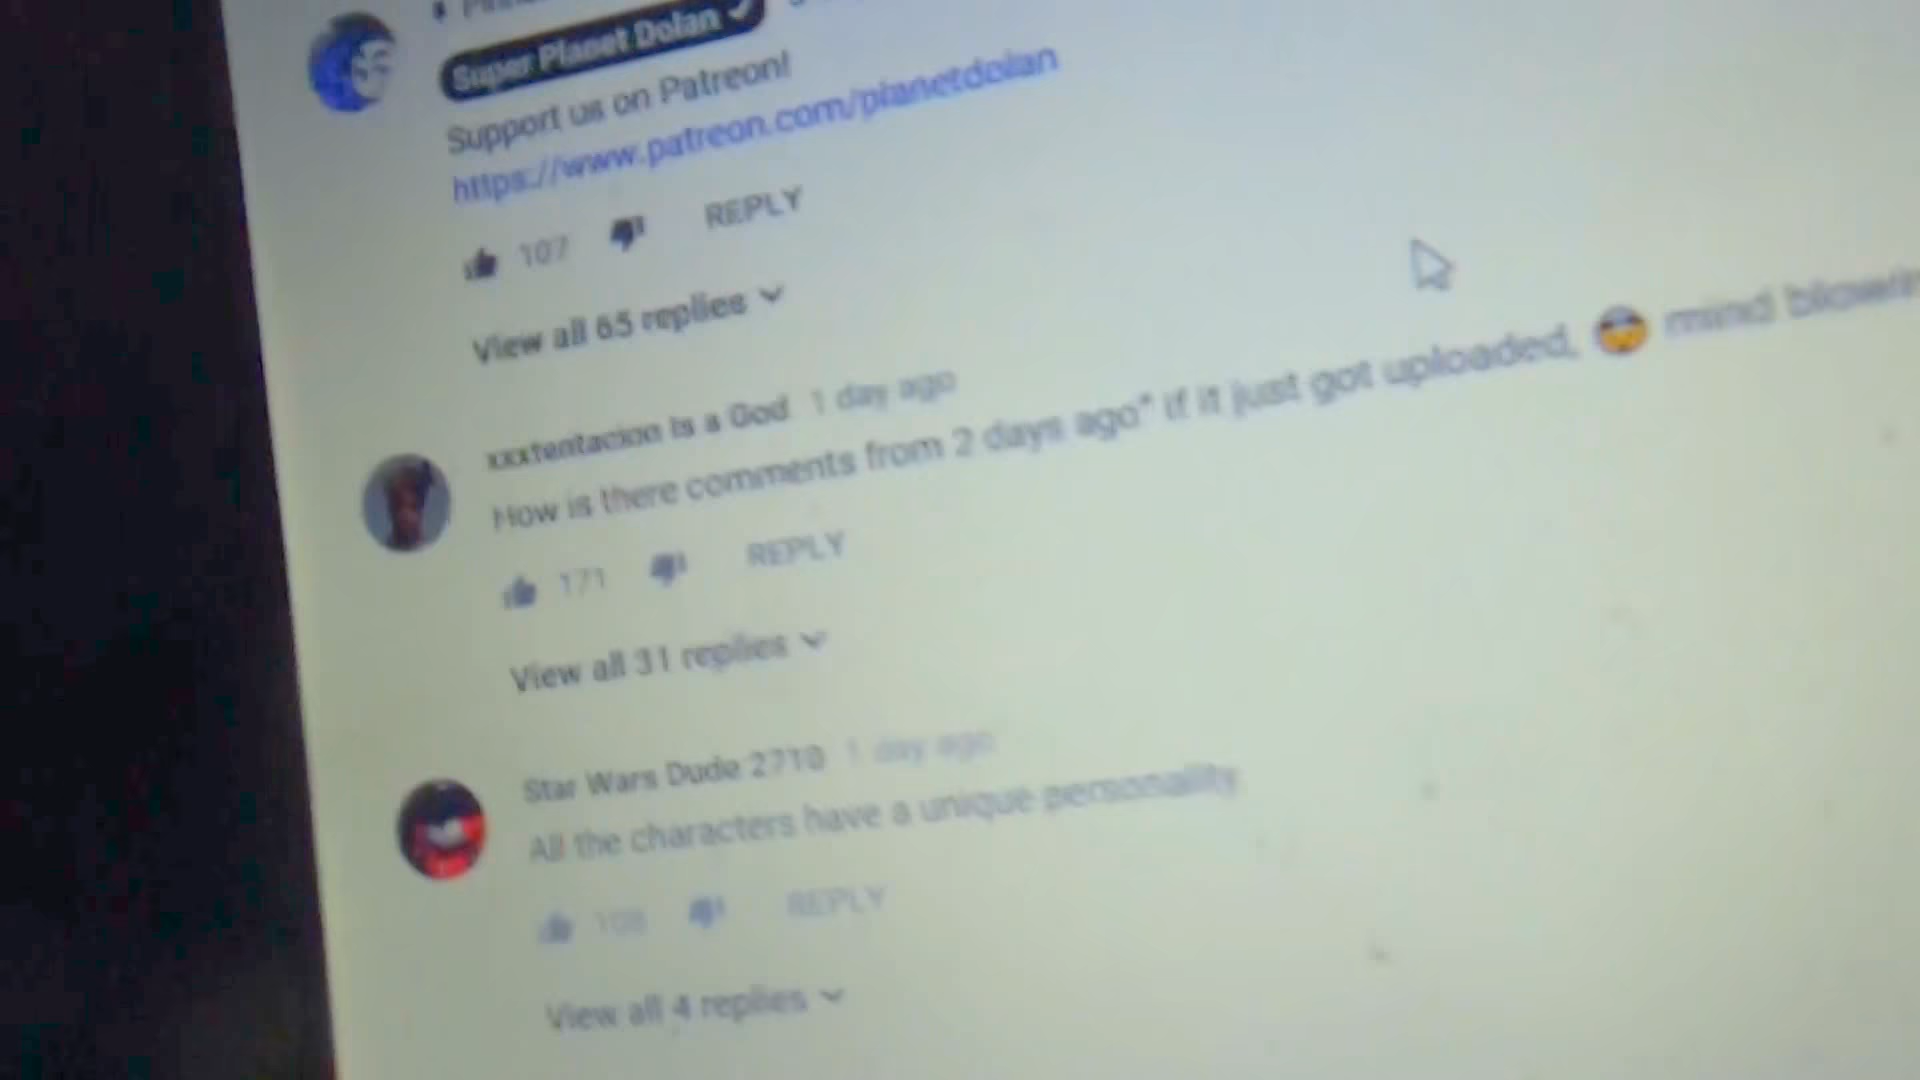 Super Planet Dolan
Support us on Patreon!
https://www.patreon.com/planetdolan
107 REPLY
View all 65 replies
xxxtentacion Is a God 1 day ago
How is there comments from 2 days ago" if it just got uploaded, 🤯 mind
171 REPLY
View all 31 replies
Star Wars Dude 2710 1 day ago
All the characters have a unique personality
108 REPLY
View all 4 replies